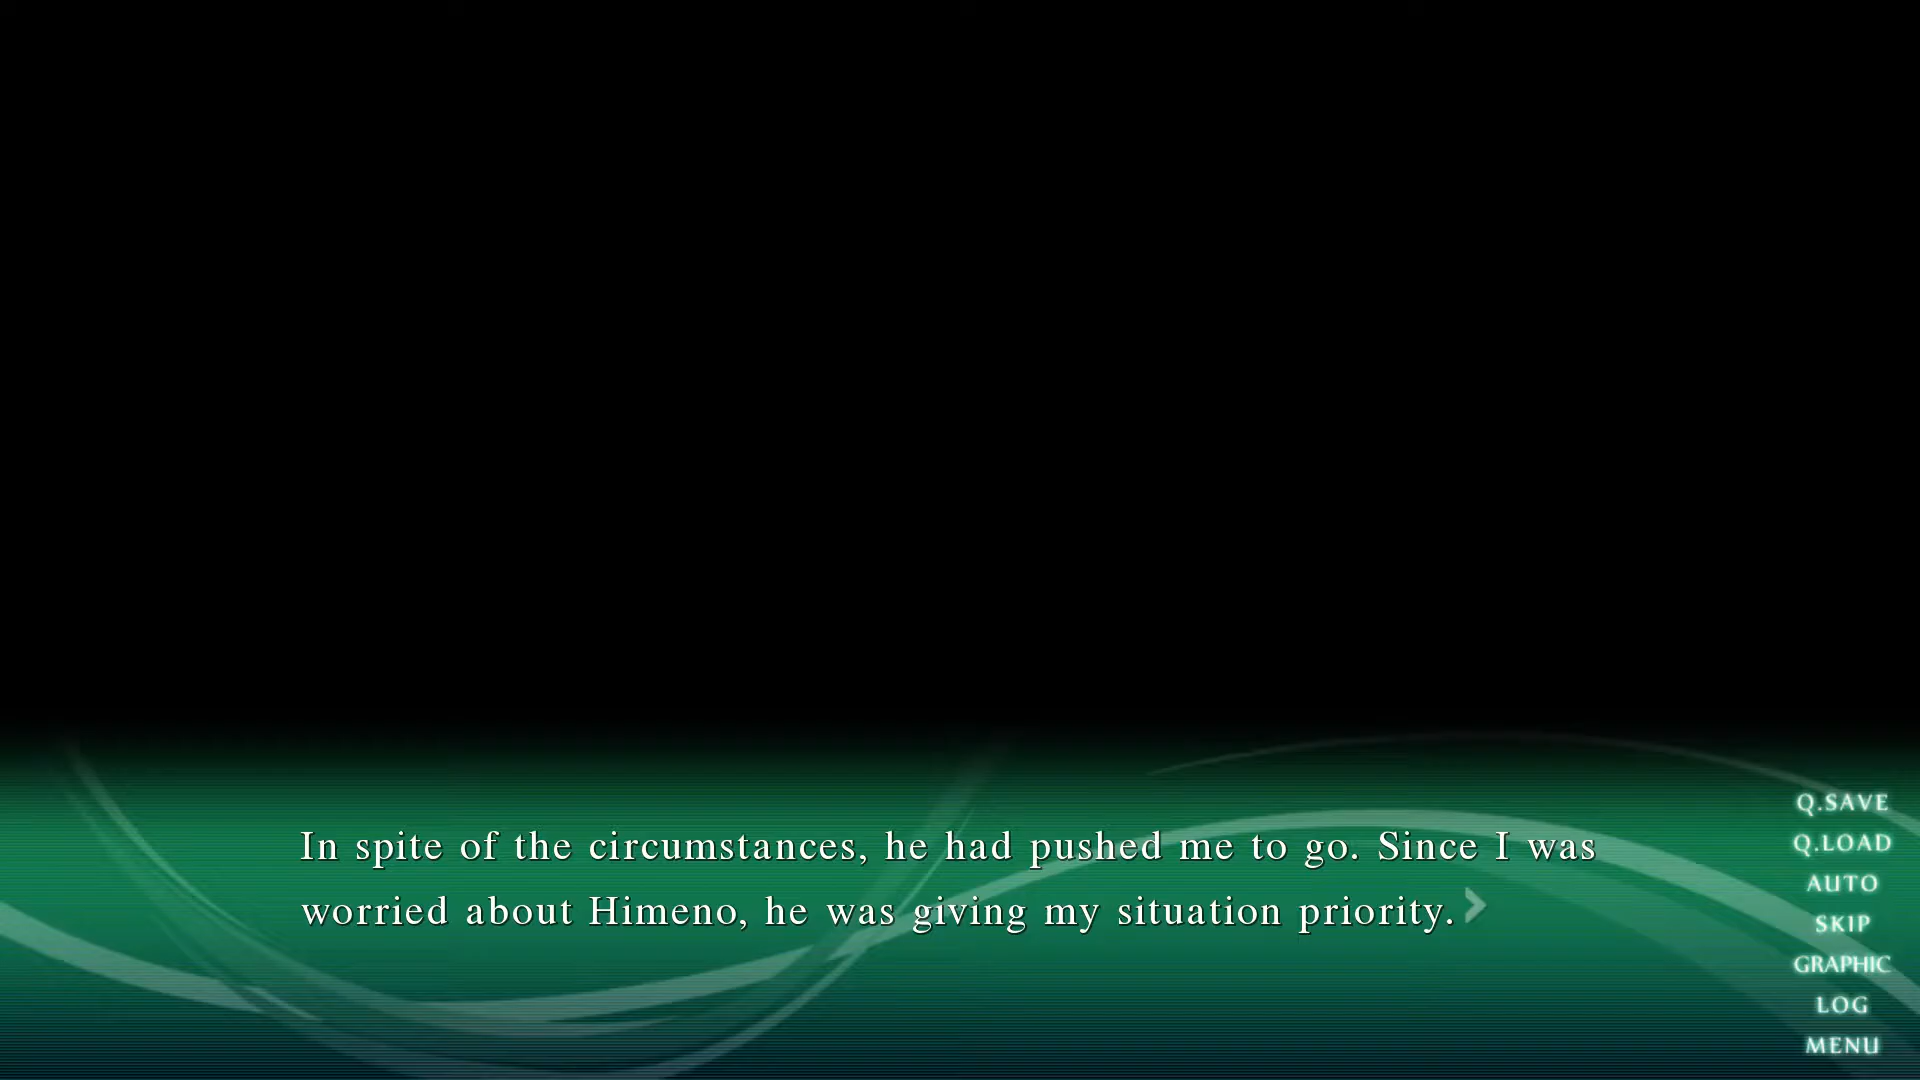 In spite of the circumstances, he had pushed me to go. Since I was
worried about Himeno, he was giving my situation priority.
Q.SAVE
Q.LOAD
AUTO
SKIP
GRAPHIC
LOG
MENU